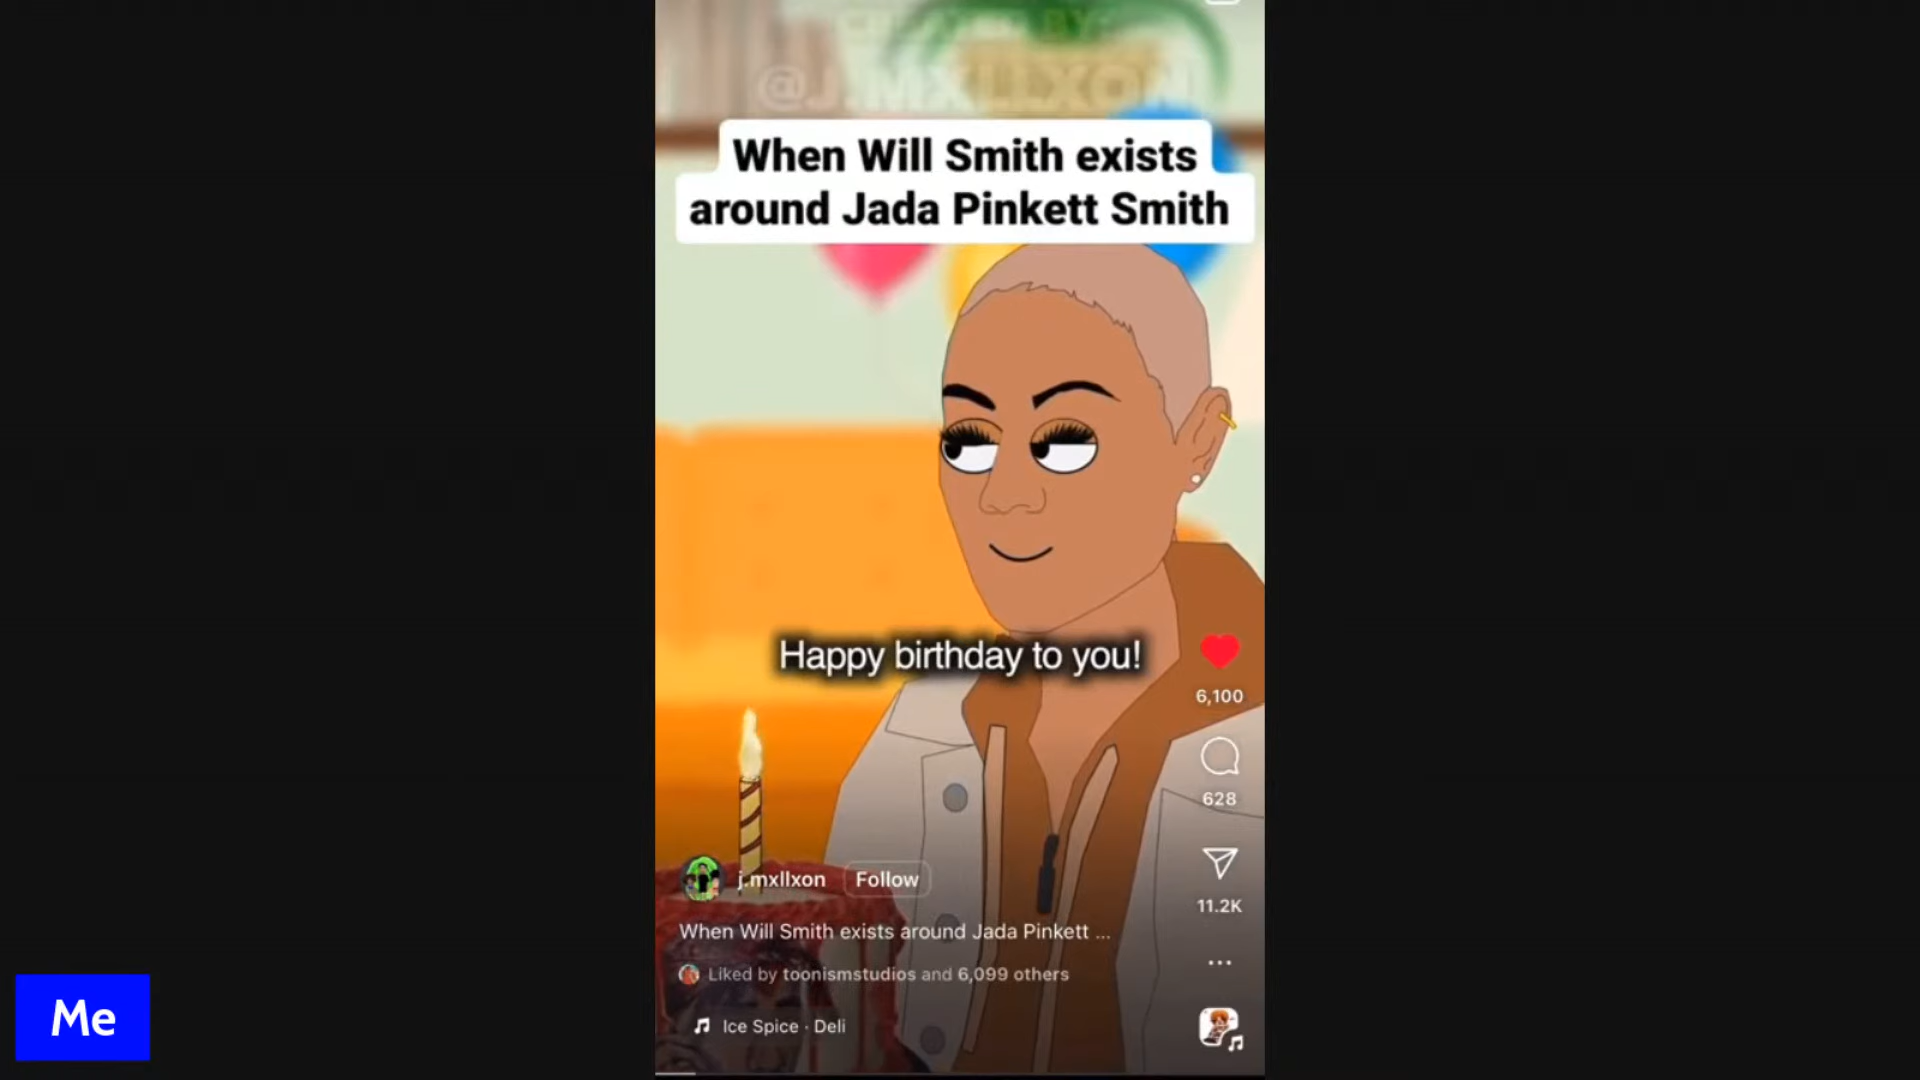 @J.MXLLXON
When Will Smith exists
around Jada Pinkett Smith
Happy birthday to you!
6,100
628
j.mxllxon
Follow
11.2K
When Will Smith exists around Jada Pinkett ...
Liked by toonismstudios and 6,099 others
Ice Spice · Deli
Me